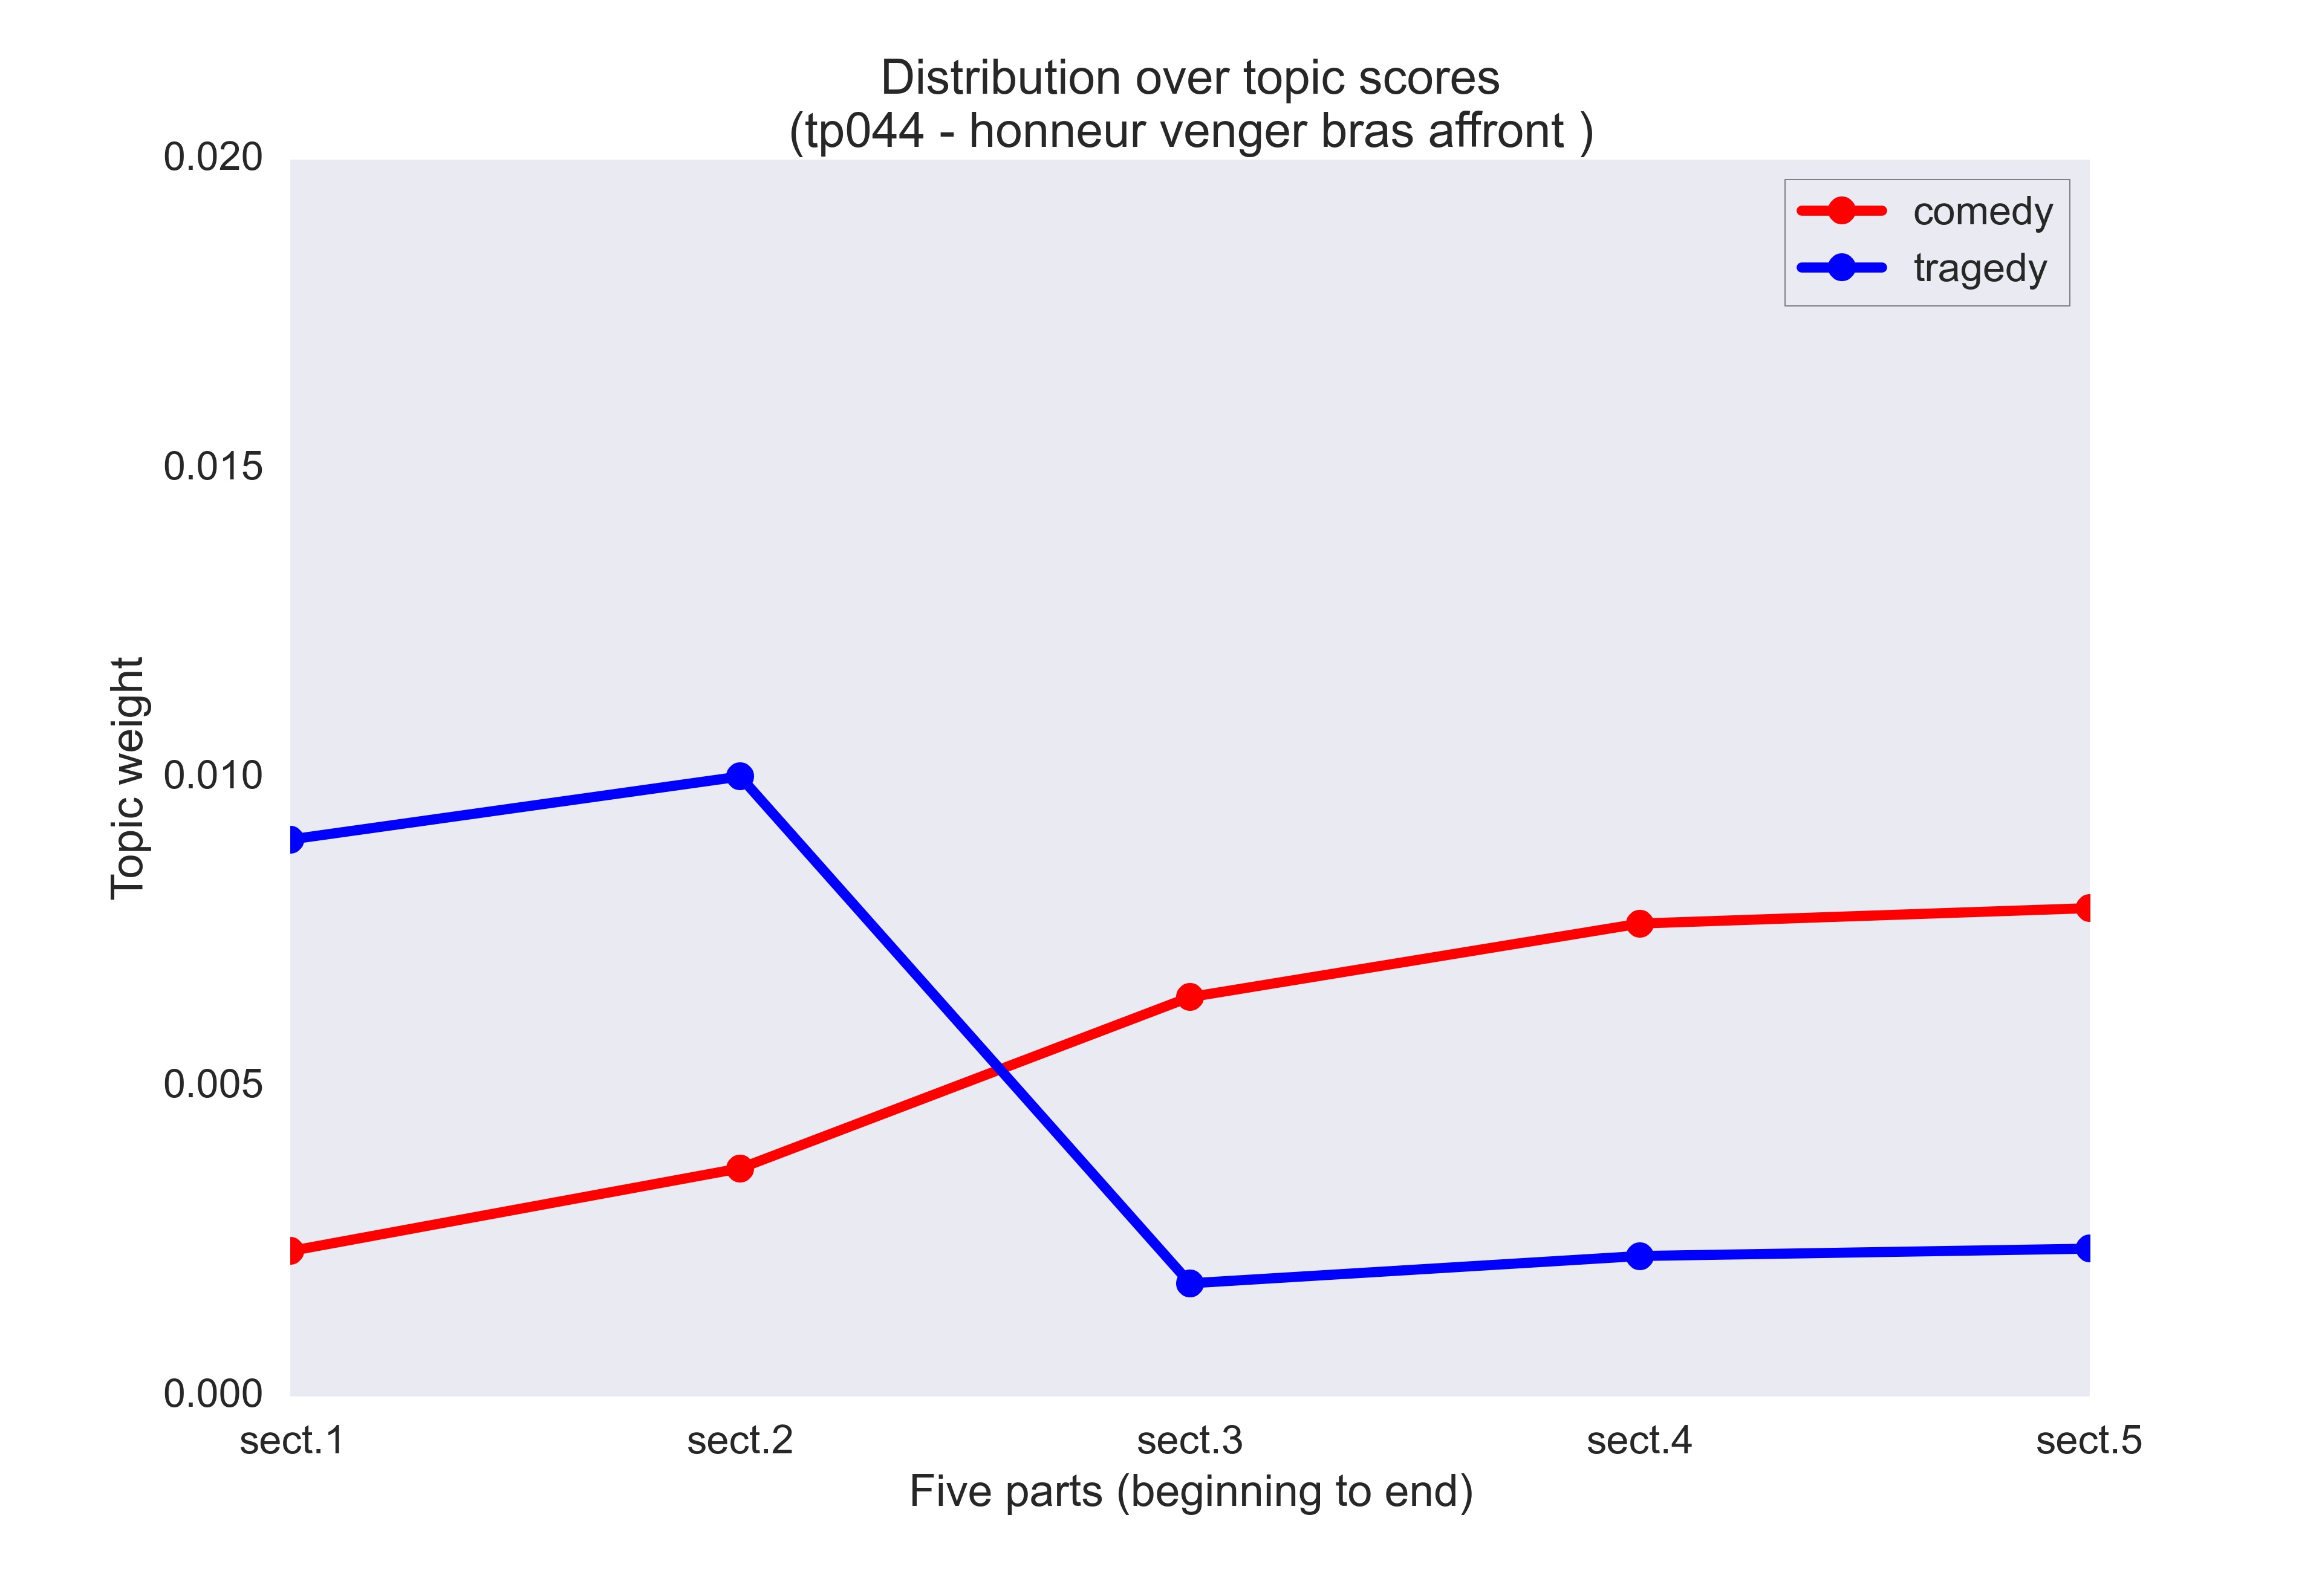 Distribution over topic scores
(tp044 - honneur venger bras affront )
0.020
0.015
0.010
0.005
0.000
Topic weight
comedy
tragedy
sect.1 sect.2 sect.3 sect.4 sect.5
Five parts (beginning to end)